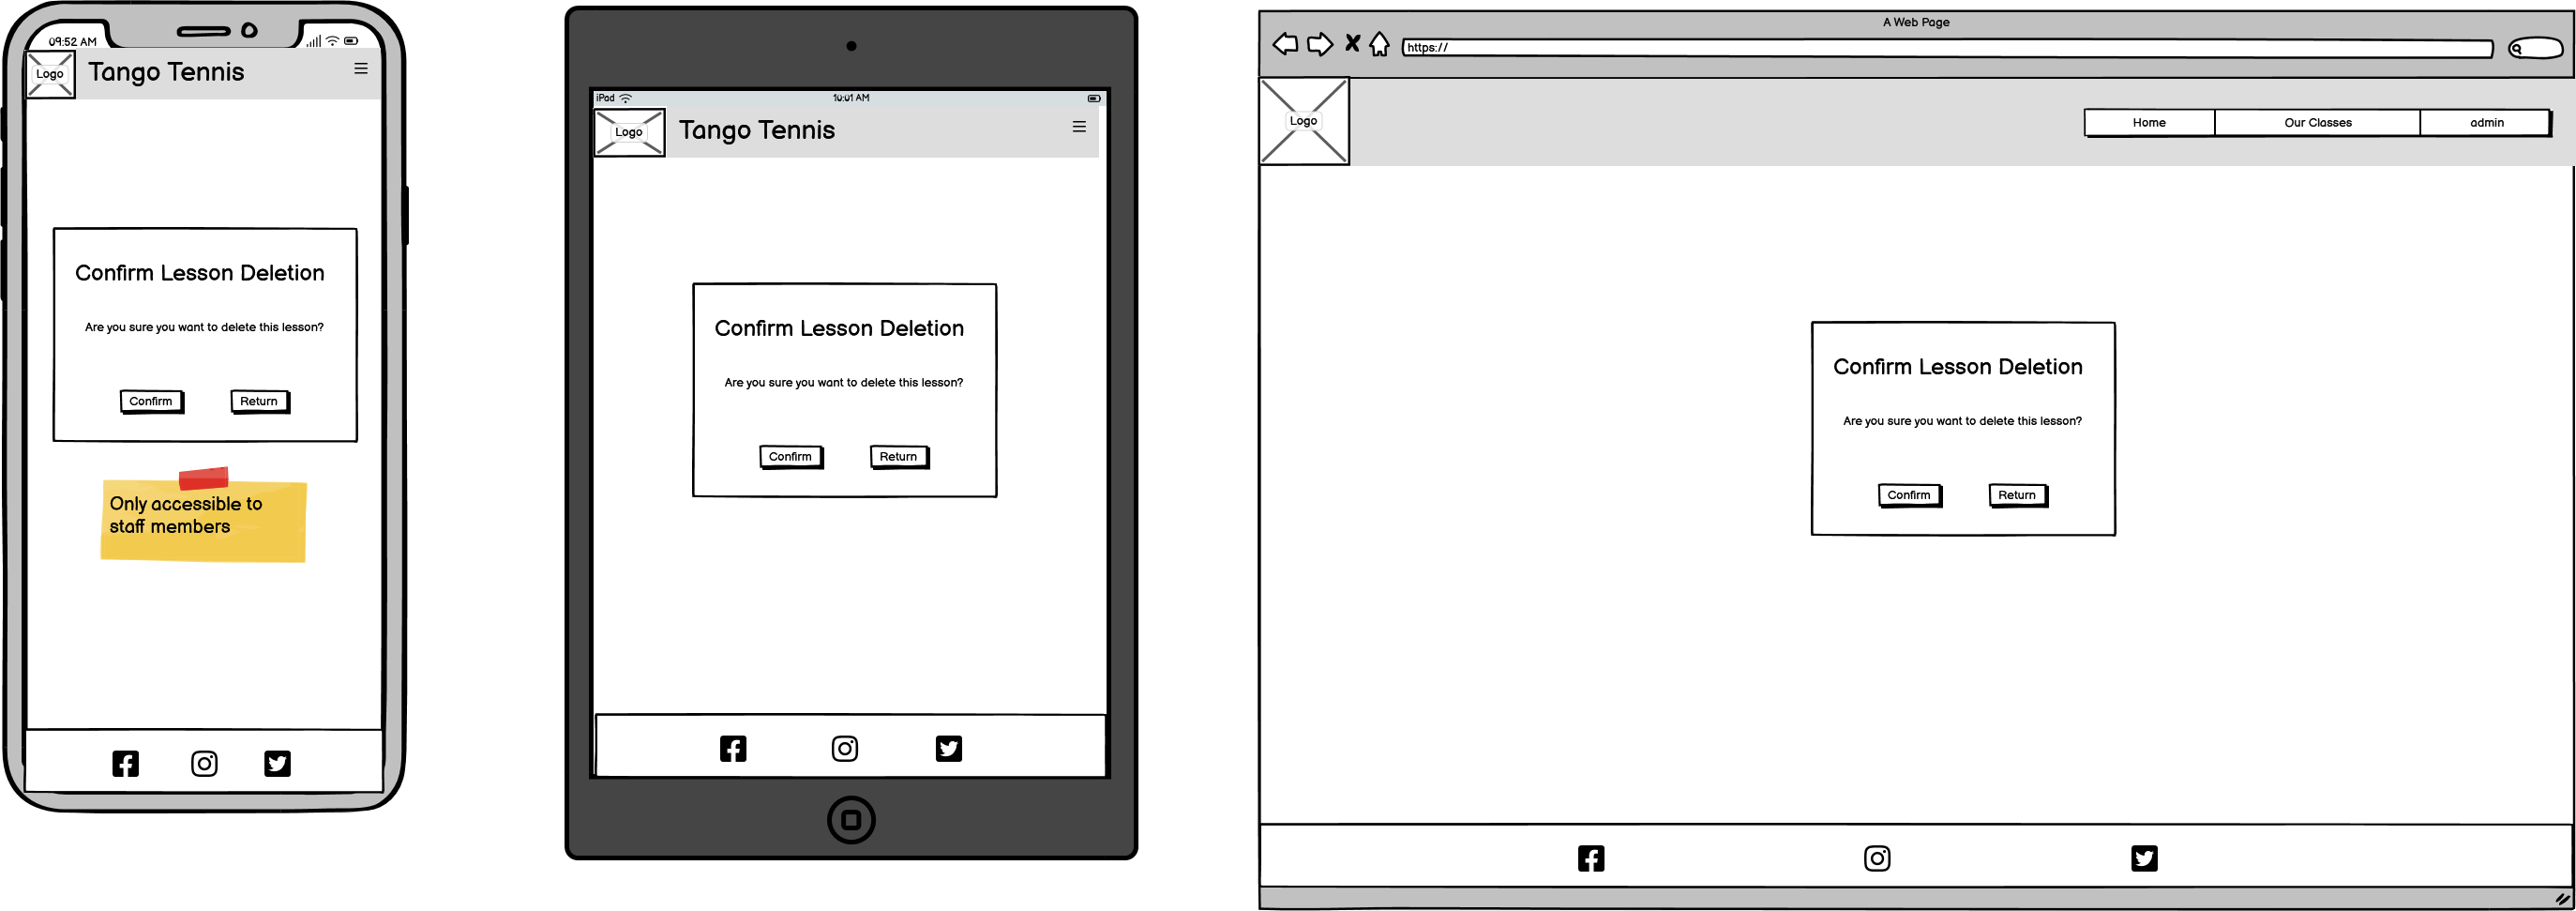 09:52 AM
Logo
Tango Tennis
Confirm Lesson Deletion
Are you sure you want to delete this lesson?
Confirm
Return
Only accessible to
staff members
iPad
10:01 AM
Logo
Tango Tennis
Confirm Lesson Deletion
Are you sure you want to delete this lesson?
Confirm
Return
A Web Page
https://
Logo
Home
Our Classes
admin
Confirm Lesson Deletion
Are you sure you want to delete this lesson?
Confirm
Return